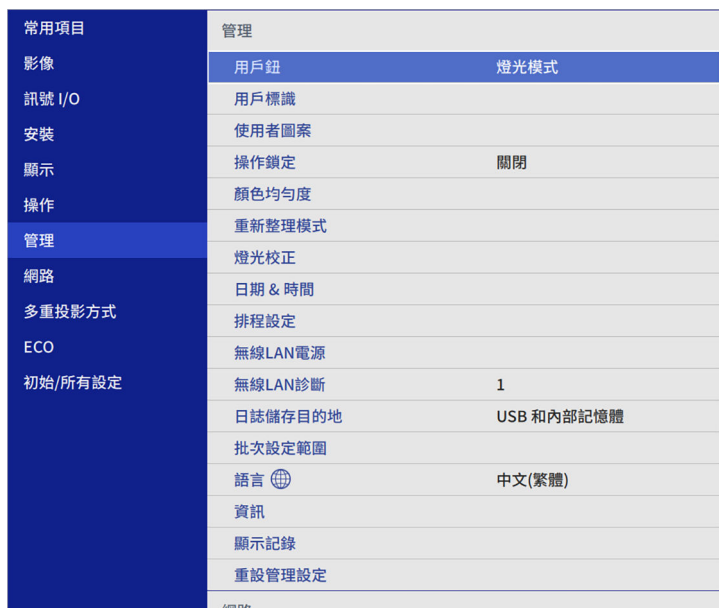 常用項目
影像
訊號 I/O
安裝
顯示
操作
管理
網路
多重投影方式
ECO
初始/所有設定
管理
用戶鈕 燈光模式
用戶標識
使用者圖案
操作鎖定 關閉
顏色均勻度
重新整理模式
燈光校正
日期 & 時間
排程設定
無線LAN電源
無線LAN診斷 1
日誌儲存目的地 USB 和內部記憶體
批次設定範圍
語言 中文(繁體)
資訊
顯示記錄
重設管理設定
網路